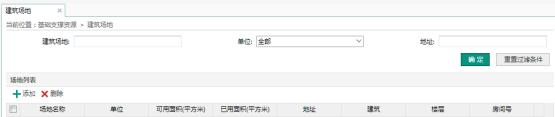 建筑场地 ×
当前位置：基础支撑资源 > 建筑场地
建筑场地: 单位: 全部 地址:
确 定 重置过滤条件
场地列表
添加 删除
场地名称 单位 可用面积(平方米) 已用面积(平方米) 地址 建筑 楼层 房间号